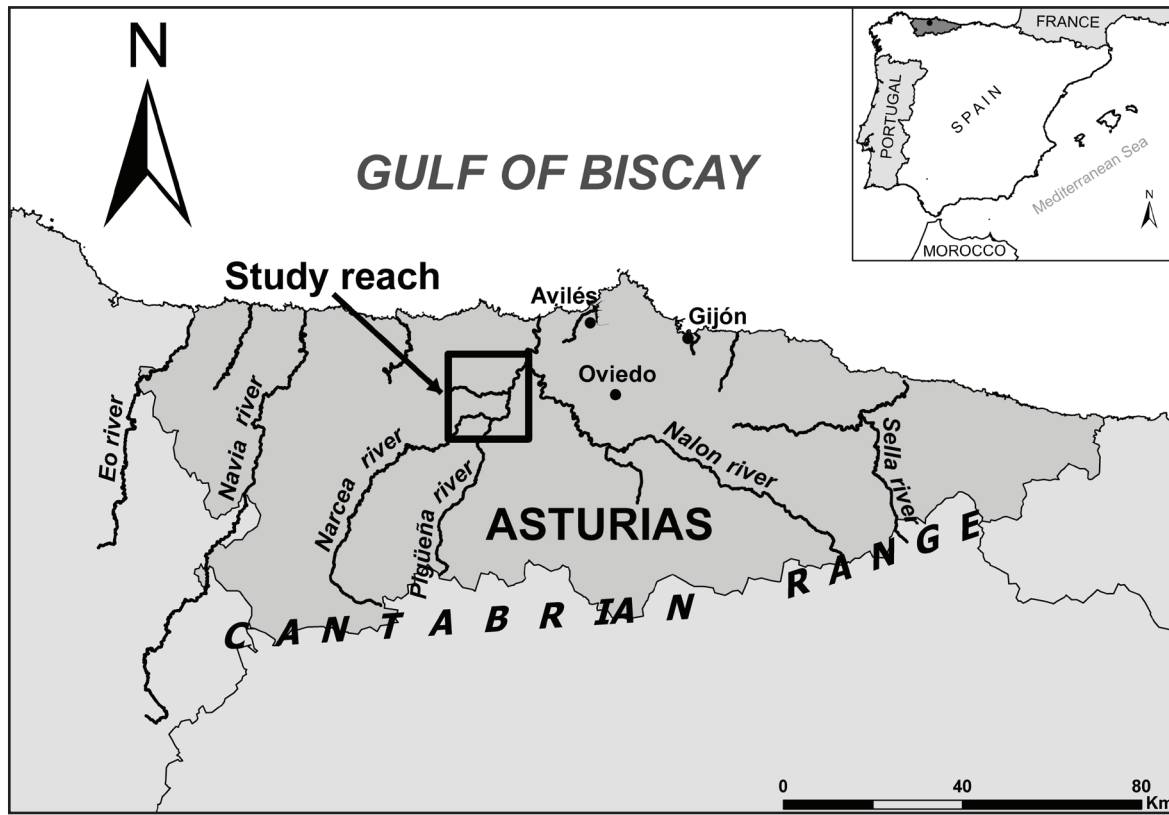 N
GULF OF BISCAY
FRANCE
PORTUGAL
SPAIN
Mediterranean Sea
N
MOROCCO
Study reach
Avilés
Gijón
Oviedo
Eo river
Navia river
Narcea river
Pigüeña river
Nalon river
Sella river
ASTURIAS
CANTABRIAN RANGE
0 40 80
Km